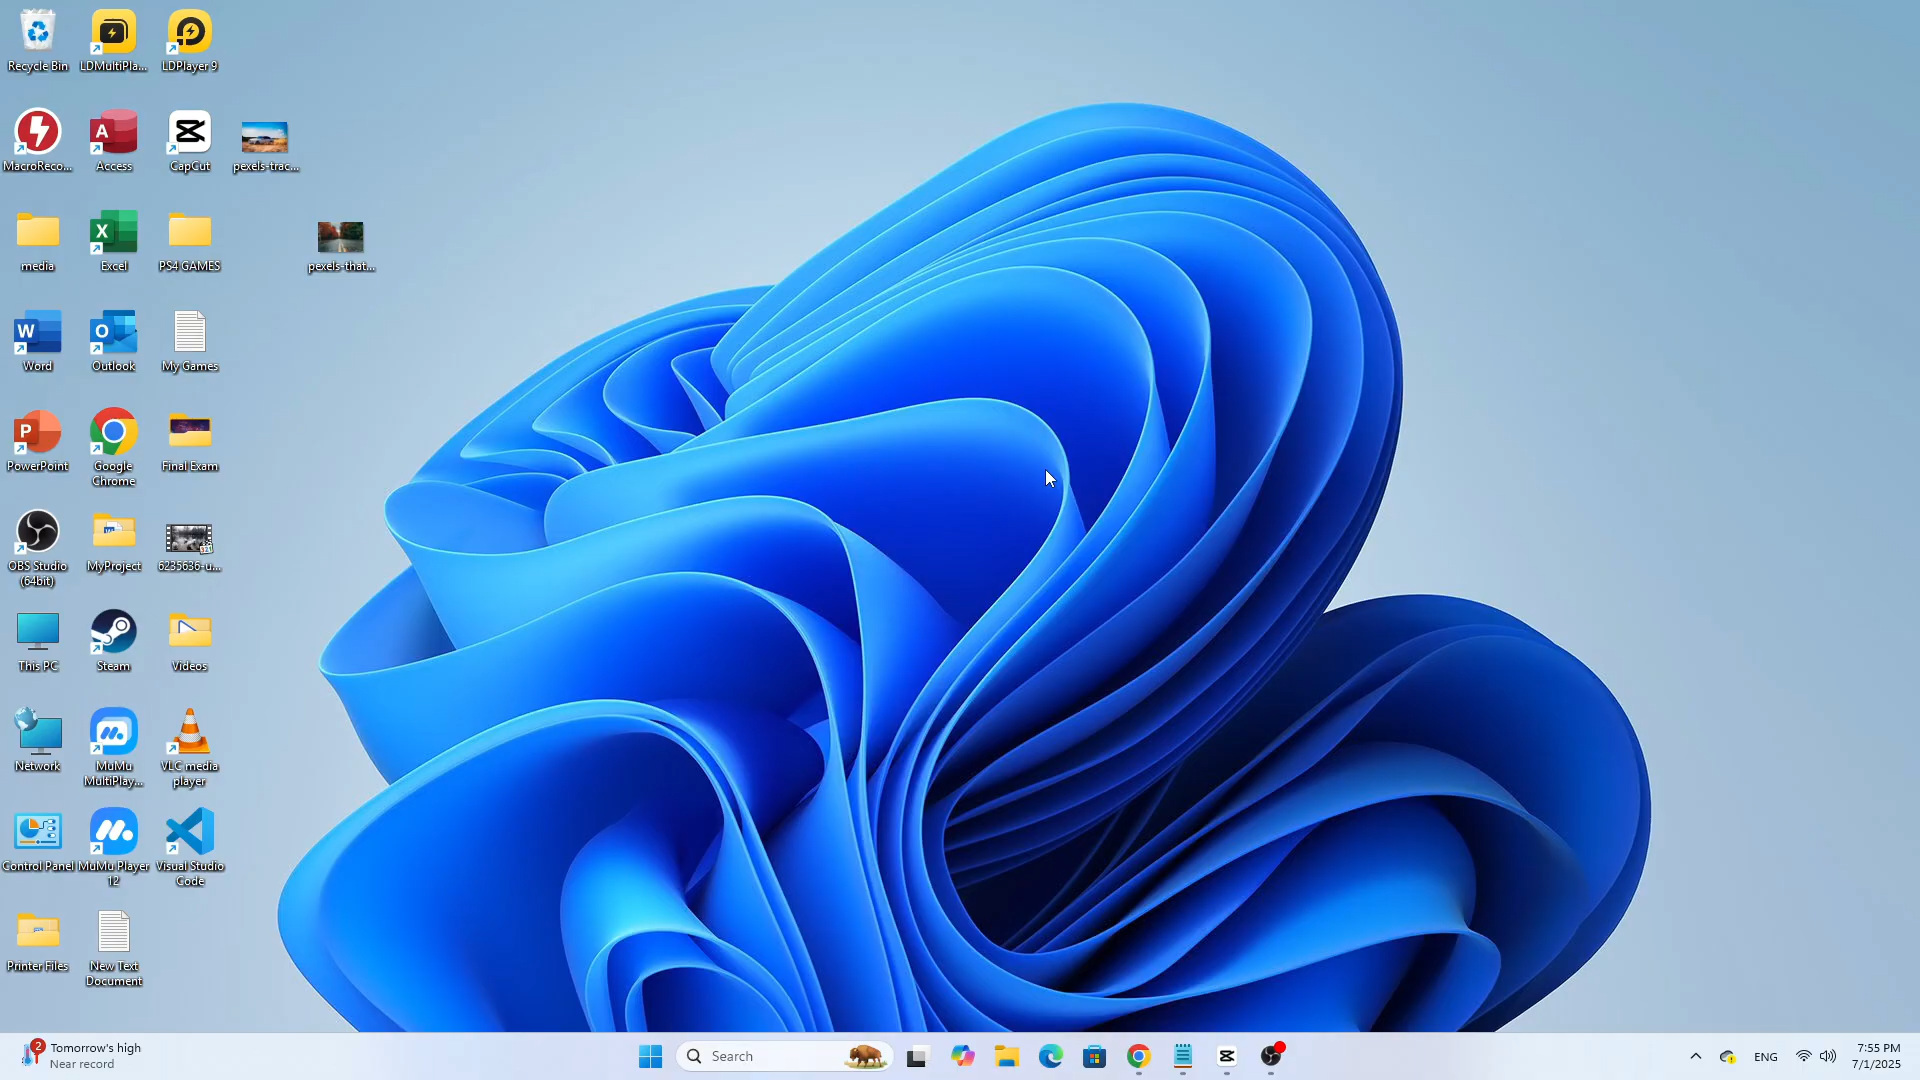 Recycle Bin
LDMultiPla...
LDPlayer 9
MacroReco...
Access
CapCut
pexels-trac...
media
Excel
PS4 GAMES
pexels-that...
Word
Outlook
My Games
PowerPoint
Google
Chrome
Final Exam
OBS Studio
(64bit)
MyProject
6235636-u...
This PC
Steam
Videos
Network
MuMu
MultiPlay...
VLC media
player
Control Panel
MuMu Player
12
Visual Studio
Code
Printer Files
New Text
Document
2
Tomorrow's high
Near record
Search
ENG
7:55 PM
7/1/2025